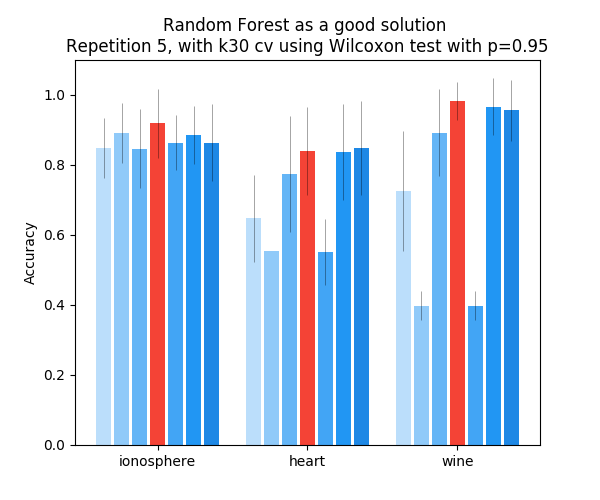 Random Forest as a good solution
Repetition 5, with k30 cv using Wilcoxon test with p=0.95
1.0
0.8
0.6
0.4
0.2
0.0
Accuracy
ionosphere
heart
wine